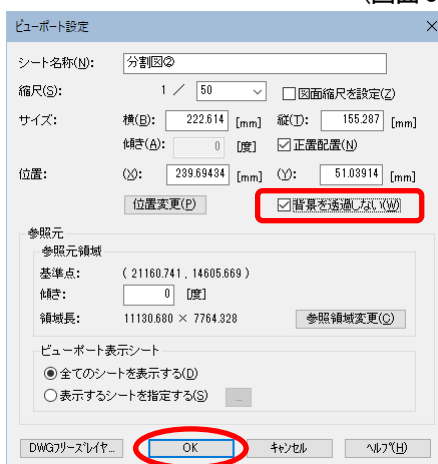 ビューポート設定
シート名称(N): 分割図②
縮尺(S): 1 / 50 図面縮尺を設定(Z)
サイズ: 横(B): 222.614 [mm] 縦(T): 155.287 [mm]
傾き(A): 0 [度] 正置配置(N)
位置: (X): 239.69434 [mm] (Y): 51.03914 [mm]
位置変更(P) 背景を透過しない(W)
参照元
参照元領域
基準点: ( 21160.741 , 14605.669 )
傾き: 0 [度]
領域長: 11130.680 × 7764.328 参照領域変更(C)
ビューポート表示シート
全てのシートを表示する(D)
表示するシートを指定する(S) ...
DWGフリーズレイヤ... OK キャンセル ヘルプ(H)